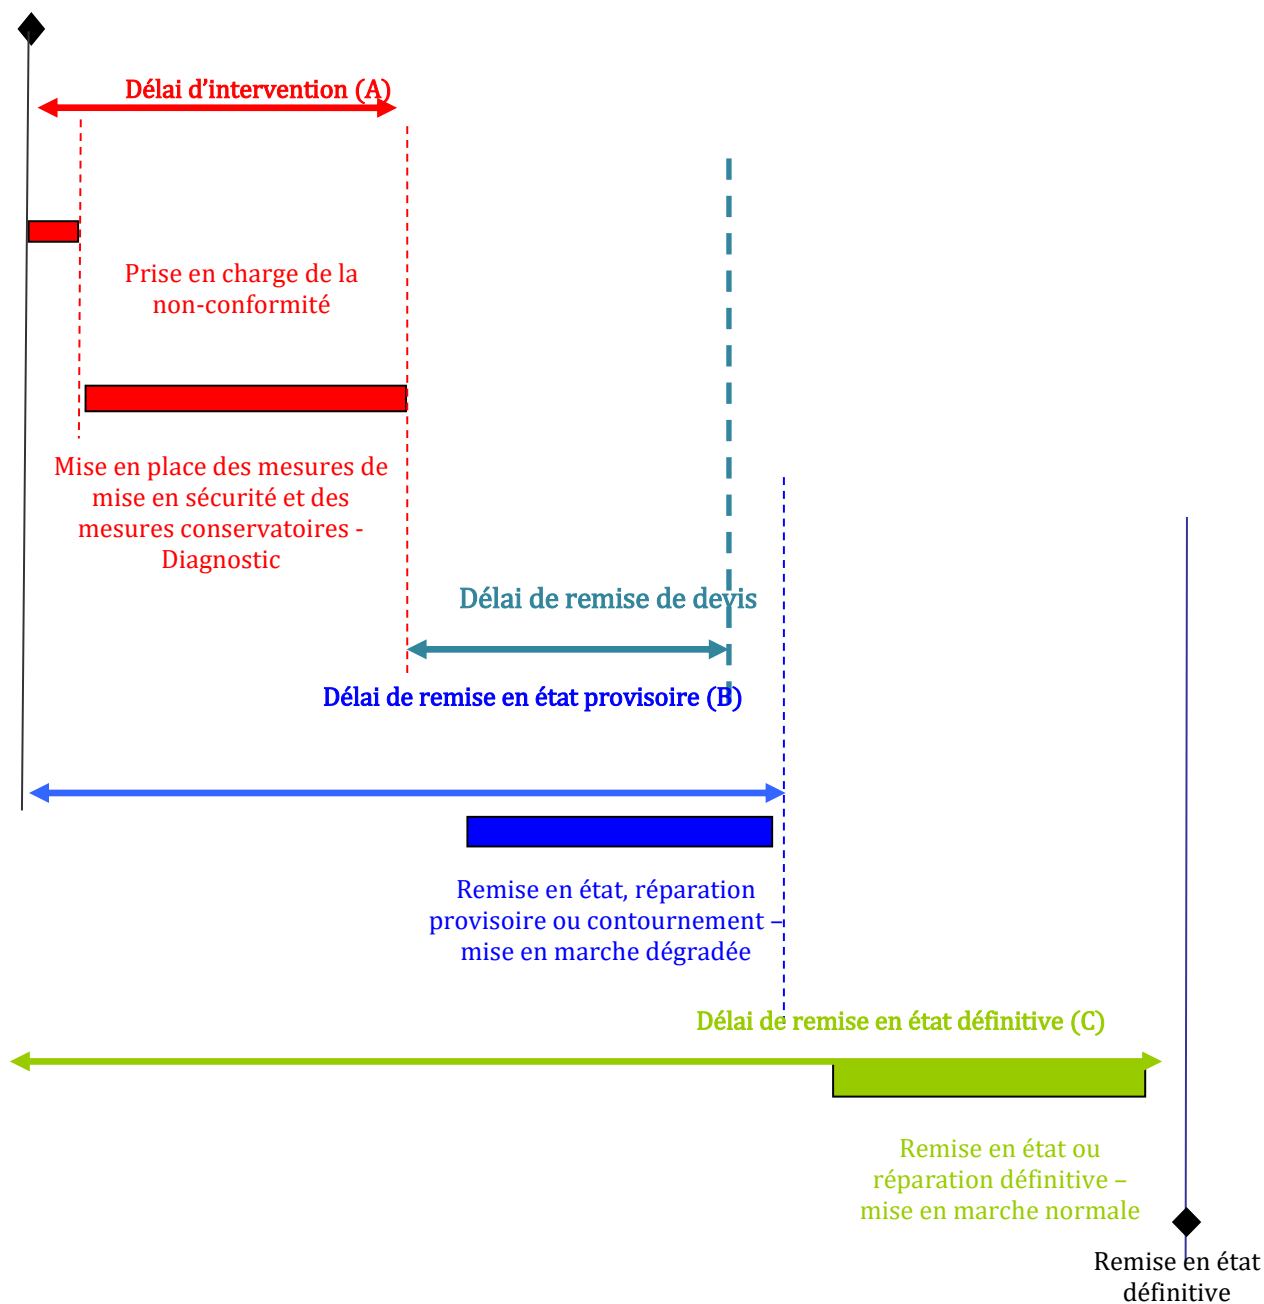 Délai d’intervention (A)
Prise en charge de la
non-conformité
Mise en place des mesures de
mise en sécurité et des
mesures conservatoires -
Diagnostic
Délai de remise de devis
Délai de remise en état provisoire (B)
Remise en état, réparation
provisoire ou contournement –
mise en marche dégradée
Délai de remise en état définitive (C)
Remise en état ou
réparation définitive –
mise en marche normale
Remise en état
définitive